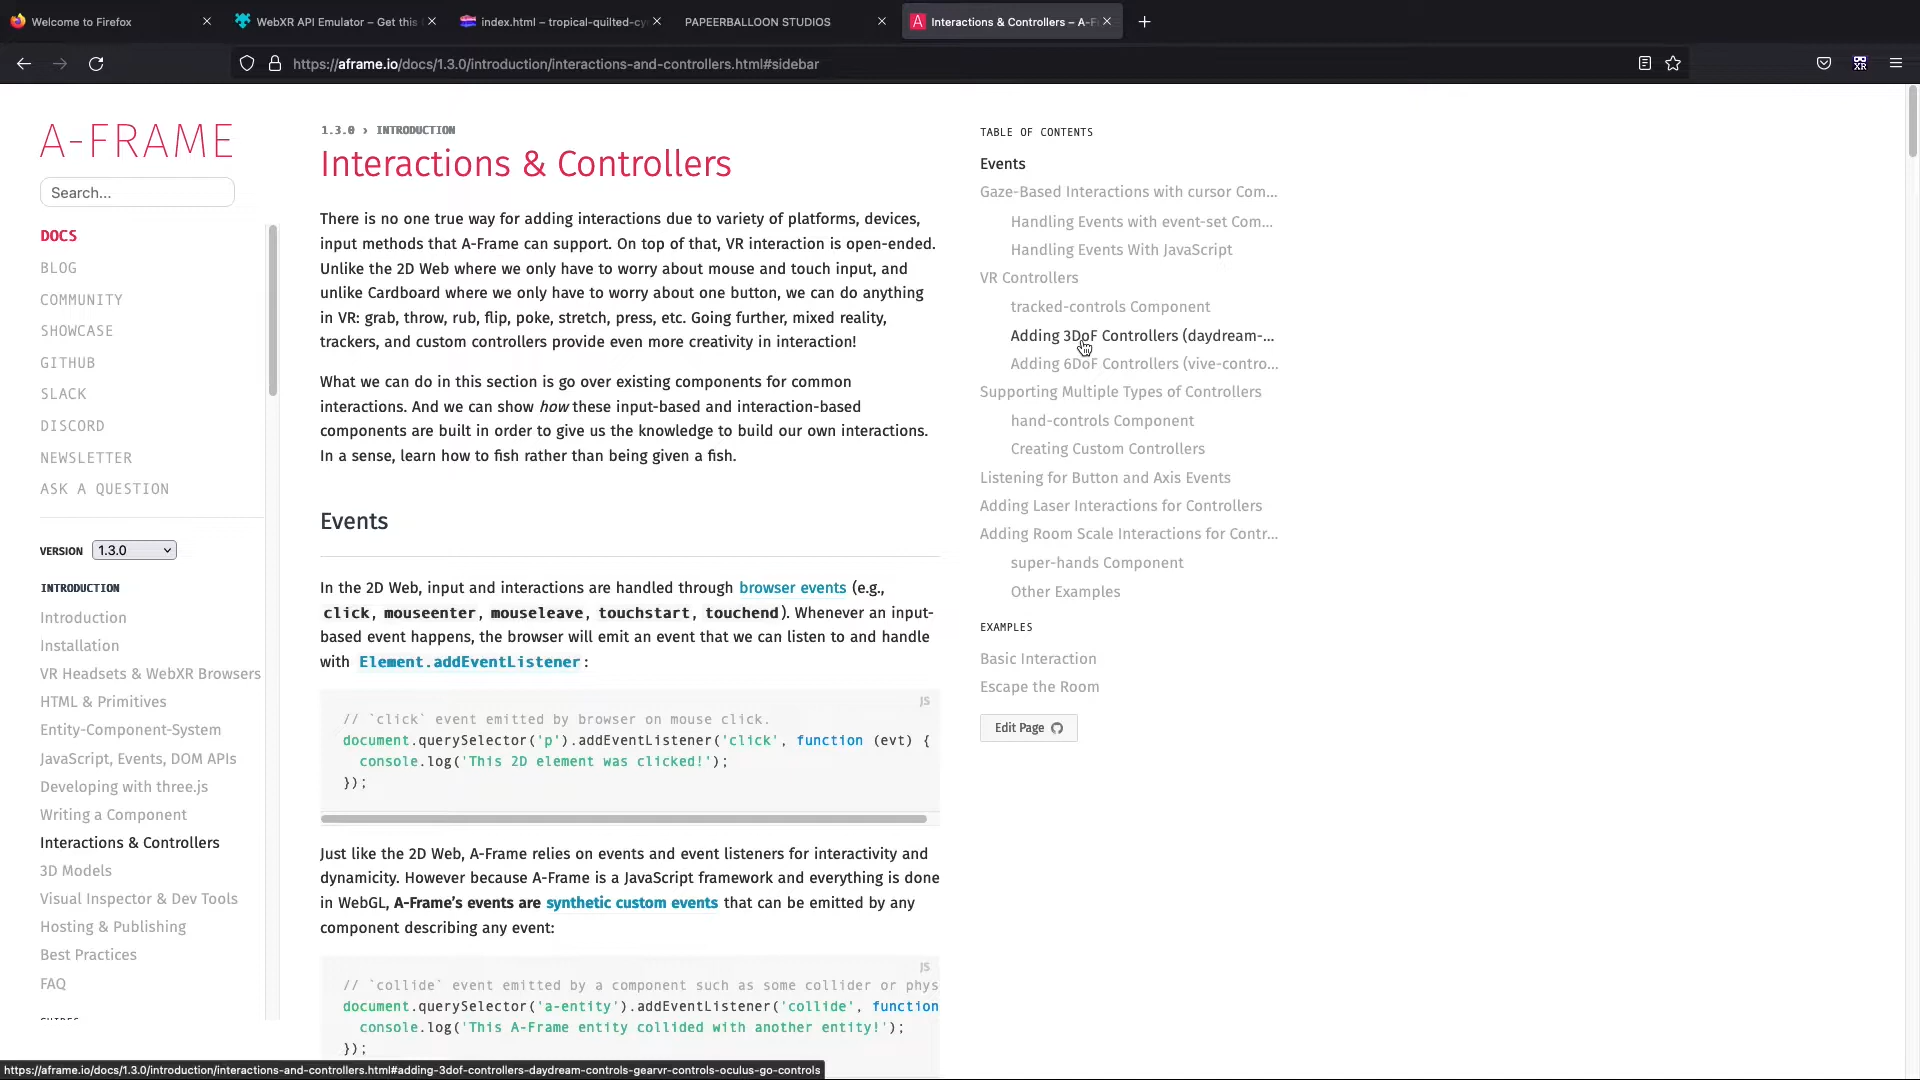 Welcome to Firefox
WebXR API Emulator – Get this
index.html – tropical-quilted-cy
PAPEERBALLOON STUDIOS
Interactions & Controllers – A-F
https://aframe.io/docs/1.3.0/introduction/interactions-and-controllers.html#sidebar
XR
A-FRAME
Search...
DOCS
BLOG
COMMUNITY
SHOWCASE
GITHUB
SLACK
DISCORD
NEWSLETTER
ASK A QUESTION
VERSION 1.3.0
INTRODUCTION
Introduction
Installation
VR Headsets & WebXR Browsers
HTML & Primitives
Entity-Component-System
JavaScript, Events, DOM APIs
Developing with three.js
Writing a Component
Interactions & Controllers
3D Models
Visual Inspector & Dev Tools
Hosting & Publishing
Best Practices
FAQ
1.3.0 › INTRODUCTION
Interactions & Controllers
There is no one true way for adding interactions due to variety of platforms, devices,
input methods that A-Frame can support. On top of that, VR interaction is open-ended.
Unlike the 2D Web where we only have to worry about mouse and touch input, and
unlike Cardboard where we only have to worry about one button, we can do anything
in VR: grab, throw, rub, flip, poke, stretch, press, etc. Going further, mixed reality,
trackers, and custom controllers provide even more creativity in interaction!
What we can do in this section is go over existing components for common
interactions. And we can show how these input-based and interaction-based
components are built in order to give us the knowledge to build our own interactions.
In a sense, learn how to fish rather than being given a fish.
Events
In the 2D Web, input and interactions are handled through browser events (e.g.,
click, mouseenter, mouseleave, touchstart, touchend). Whenever an input-
based event happens, the browser will emit an event that we can listen to and handle
with Element.addEventListener:
JS
// `click` event emitted by browser on mouse click.
document.querySelector('p').addEventListener('click', function (evt) {
console.log('This 2D element was clicked!');
});
Just like the 2D Web, A-Frame relies on events and event listeners for interactivity and
dynamicity. However because A-Frame is a JavaScript framework and everything is done
in WebGL, A-Frame's events are synthetic custom events that can be emitted by any
component describing any event:
JS
// `collide` event emitted by a component such as some collider or phys
document.querySelector('a-entity').addEventListener('collide', function
console.log('This A-Frame entity collided with another entity!');
});
TABLE OF CONTENTS
Events
Gaze-Based Interactions with cursor Com...
Handling Events with event-set Com...
Handling Events With JavaScript
VR Controllers
tracked-controls Component
Adding 3DoF Controllers (daydream-...
Adding 6DoF Controllers (vive-contro...
Supporting Multiple Types of Controllers
hand-controls Component
Creating Custom Controllers
Listening for Button and Axis Events
Adding Laser Interactions for Controllers
Adding Room Scale Interactions for Contr...
super-hands Component
Other Examples
EXAMPLES
Basic Interaction
Escape the Room
Edit Page
https://aframe.io/docs/1.3.0/introduction/interactions-and-controllers.html#adding-3dof-controllers-daydream-controls-gearvr-controls-oculus-go-controls